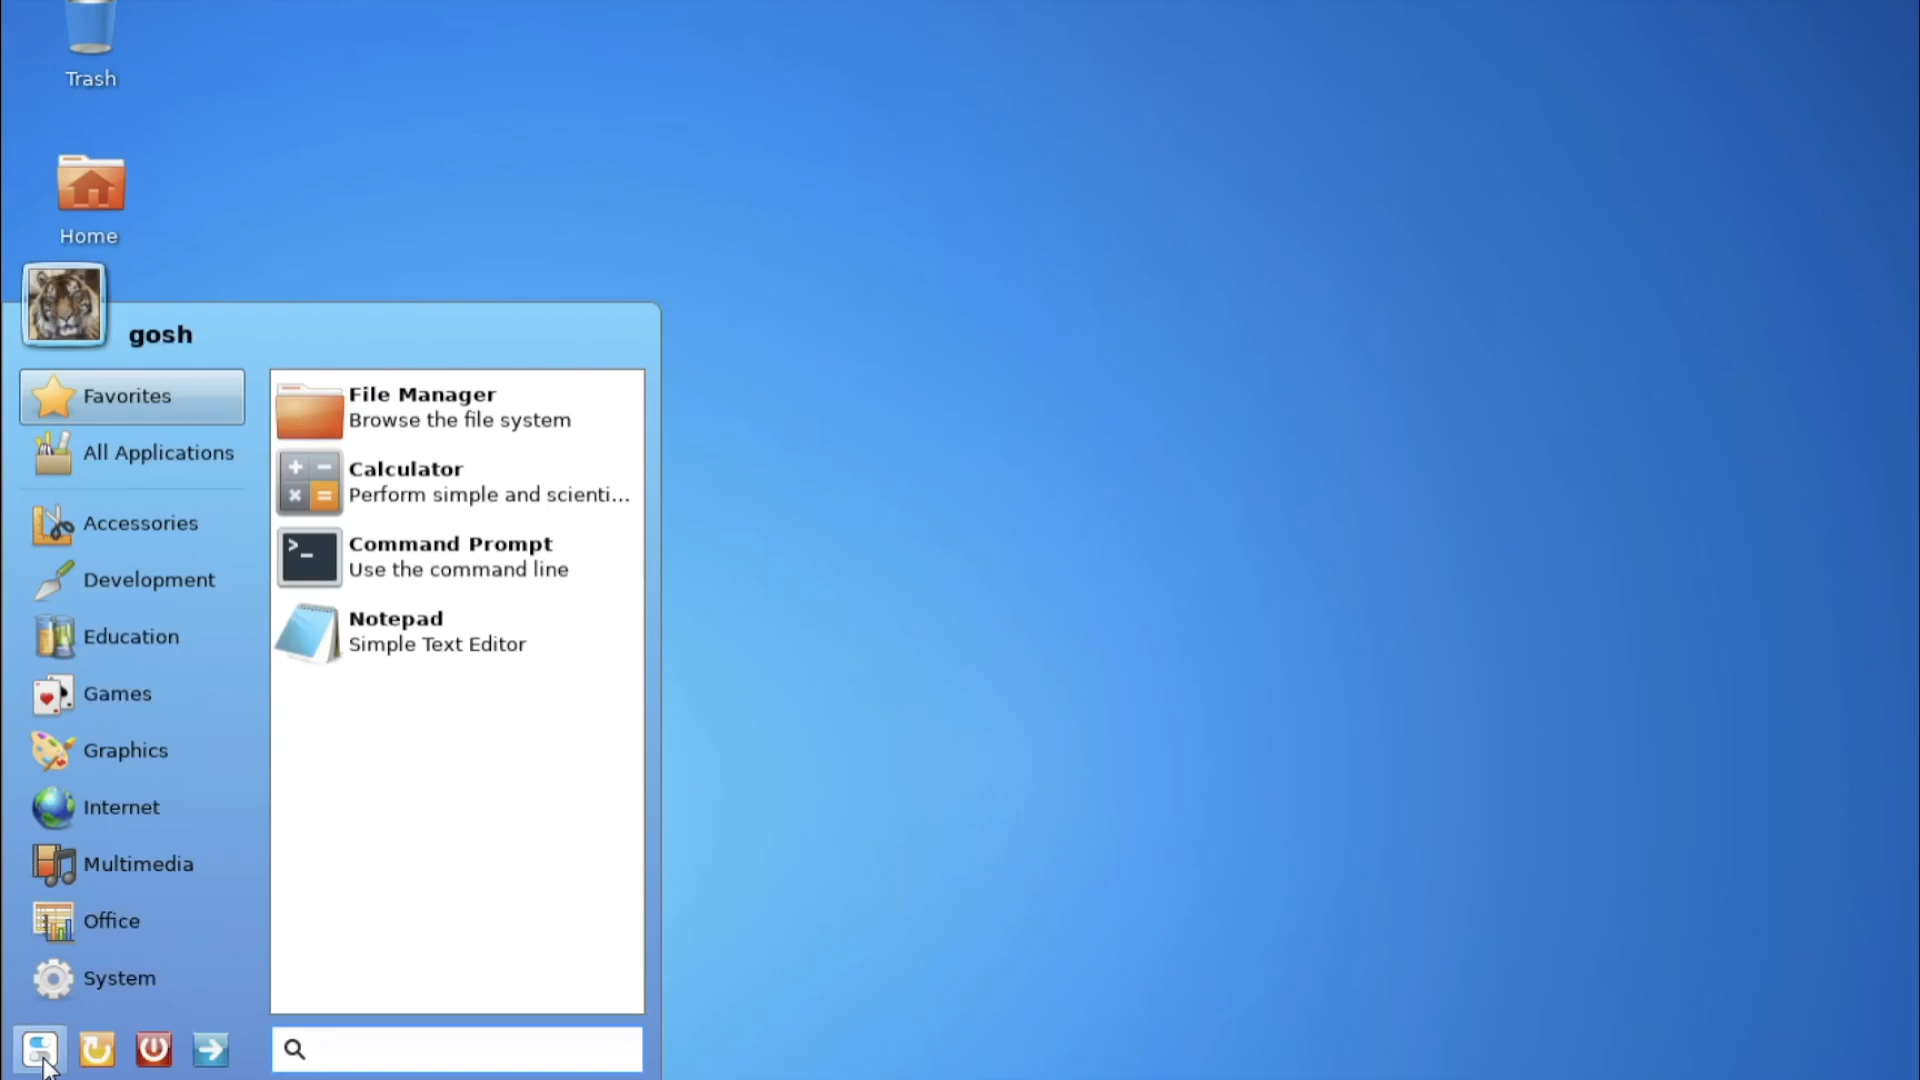 Trash
Home
gosh
Favorites
All Applications
Accessories
Development
Education
Games
Graphics
Internet
Multimedia
Office
System
File Manager
Browse the file system
Calculator
Perform simple and scienti...
Command Prompt
Use the command line
Notepad
Simple Text Editor